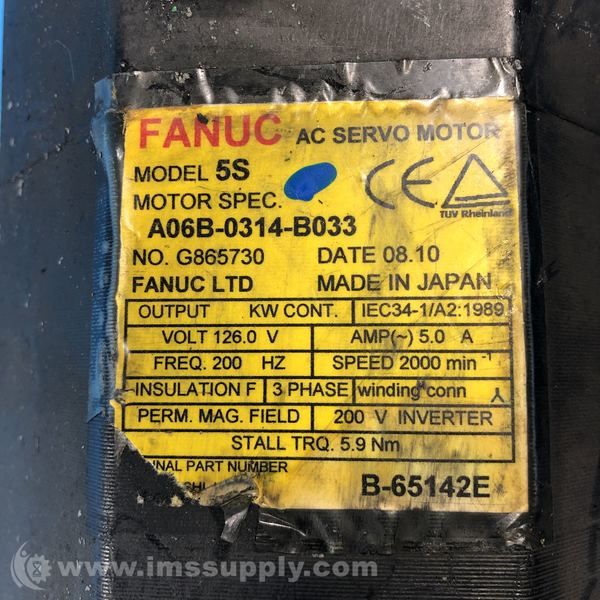 FANUC AC SERVO MOTOR
MODEL 5S
MOTOR SPEC.
A06B-0314-B033
TÜV Rheinland
NO. G865730 DATE 08.10
FANUC LTD MADE IN JAPAN
OUTPUT KW CONT. IEC34-1/A2:1989
VOLT 126.0 V AMP(~) 5.0 A
FREQ. 200 HZ SPEED 2000 min⁻¹
INSULATION F 3 PHASE winding conn
PERM. MAG. FIELD 200 V INVERTER
STALL TRQ. 5.9 Nm
PART NUMBER
B-65142E
www.imssupply.com